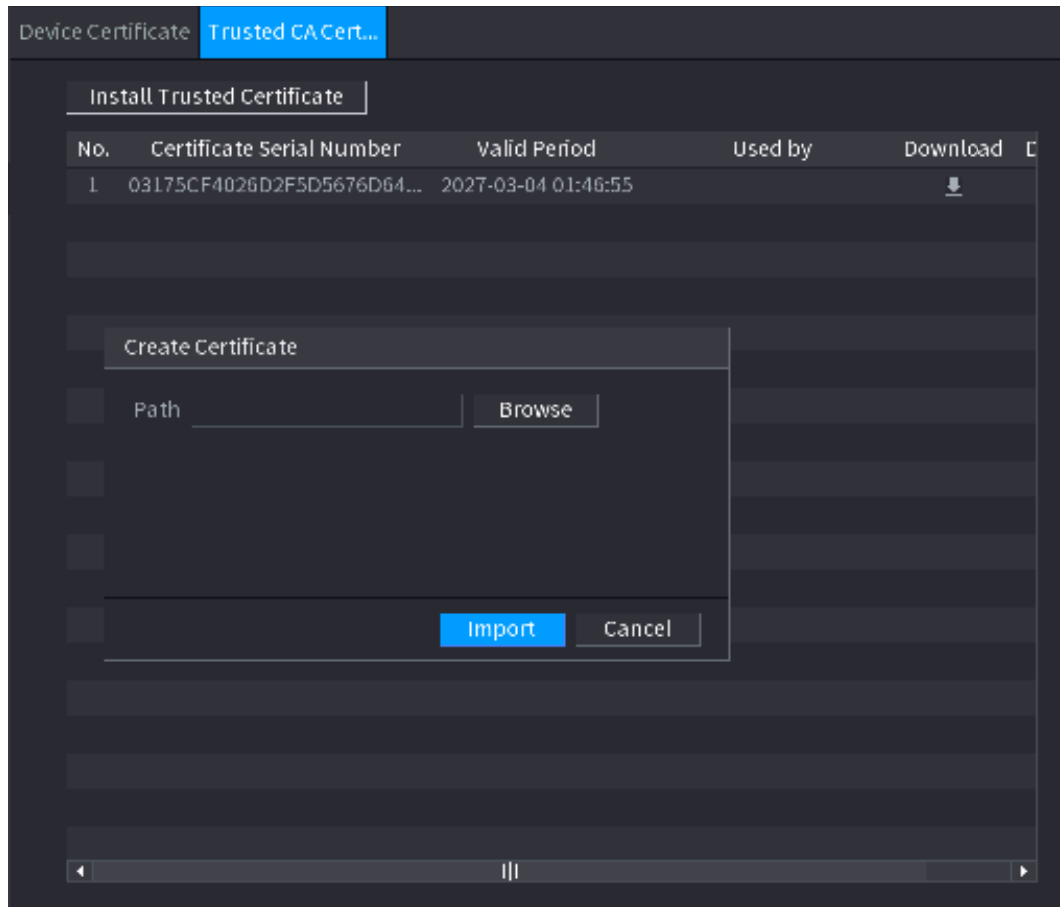 Device Certificate Trusted CA Cert...
Install Trusted Certificate
No. Certificate Serial Number Valid Period Used by Download D
1 03175CF4026D2F5D5676D64... 2027-03-04 01:46:55
Create Certificate
Path Browse
Import Cancel